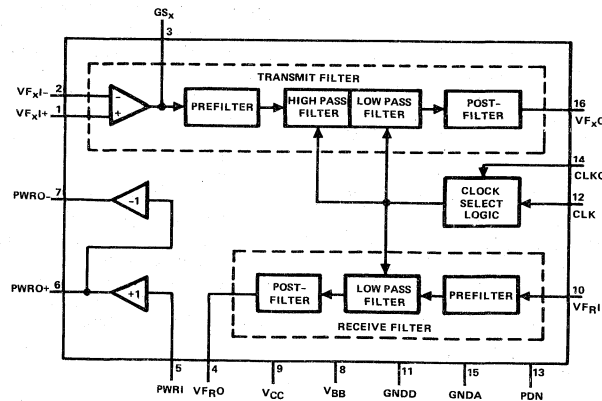 GSX
3
TRANSMIT FILTER
VFXI– 2
VFXI+ 1
–
+
PREFILTER
HIGH PASS FILTER
LOW PASS FILTER
POST-FILTER
16
VFXO
14
CLKO
CLOCK SELECT LOGIC
12
CLK
PWRO– 7
–1
PWRO+ 6
+1
POST-FILTER
LOW PASS FILTER
PREFILTER
10
VFRI
RECEIVE FILTER
5
PWRI
4
VFRO
9
VCC
8
VBB
11
GNDD
15
GNDA
13
PDN